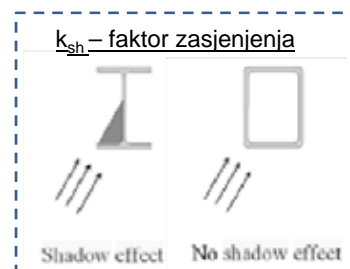 k_sh – faktor zasjenjenja
Shadow effect
No shadow effect